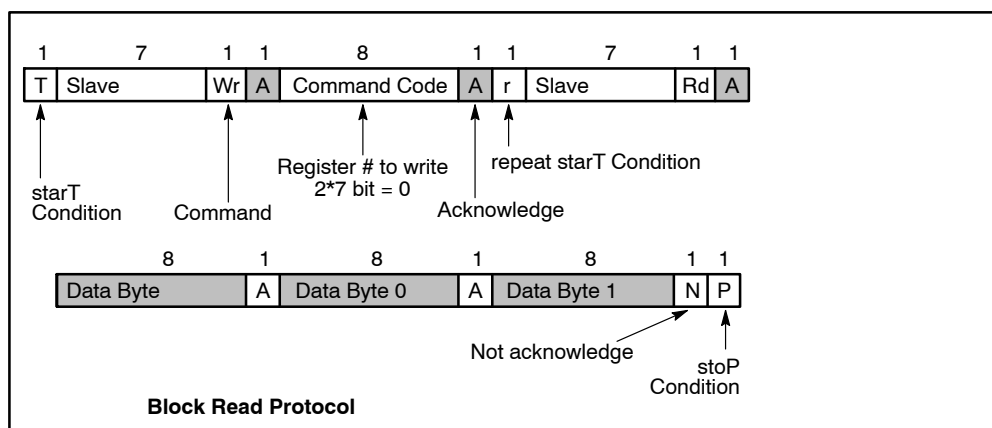 1 7 1 1 8 1 1 7 1 1
T Slave Wr A Command Code A r Slave Rd A
starT
Condition
Command
Register # to write
2*7 bit = 0
Acknowledge
repeat starT Condition
8 1 8 1 8 1 1
Data Byte A Data Byte 0 A Data Byte 1 N P
Not acknowledge
stoP
Condition
Block Read Protocol